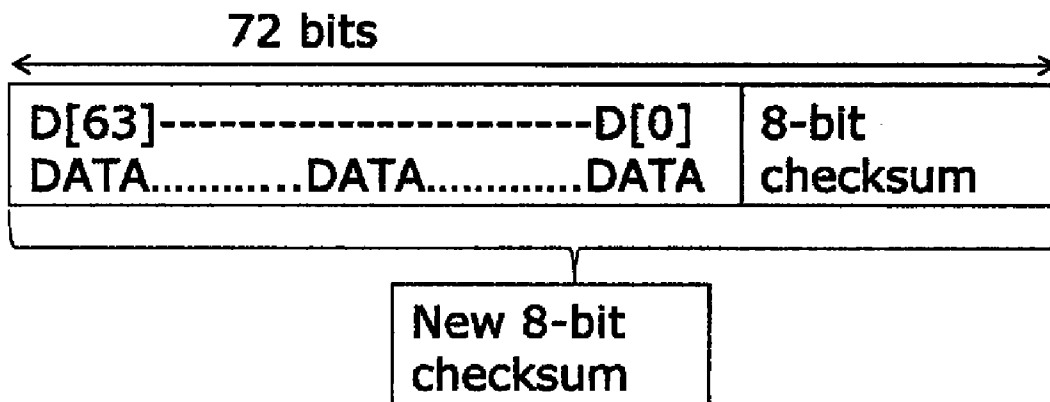 72 bits
D[63]----------------------D[0]
DATA............DATA.............DATA
8-bit
checksum
New 8-bit
checksum